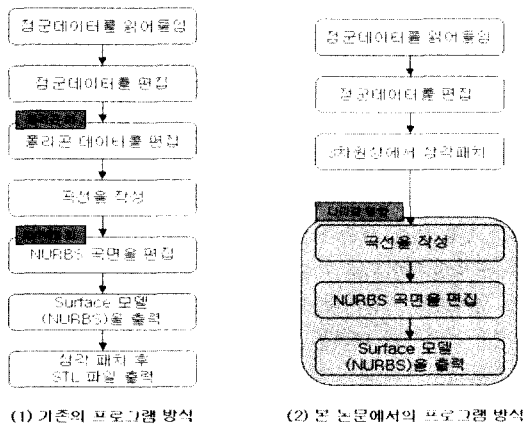 점군데이터를 읽어들임
점군데이터를 편집
폴리곤 데이터를 편집
곡선을 작성
NURBS 곡면을 편집
Surface 모델
(NURBS)을 출력
삼각 패치 후
STL 파일 출력
(1) 기존의 프로그램 방식
점군데이터를 읽어들임
점군데이터를 편집
3차원상에서 삼각패치
곡선을 작성
NURBS 곡면을 편집
Surface 모델
(NURBS)을 출력
(2) 본 논문에서의 프로그램 방식